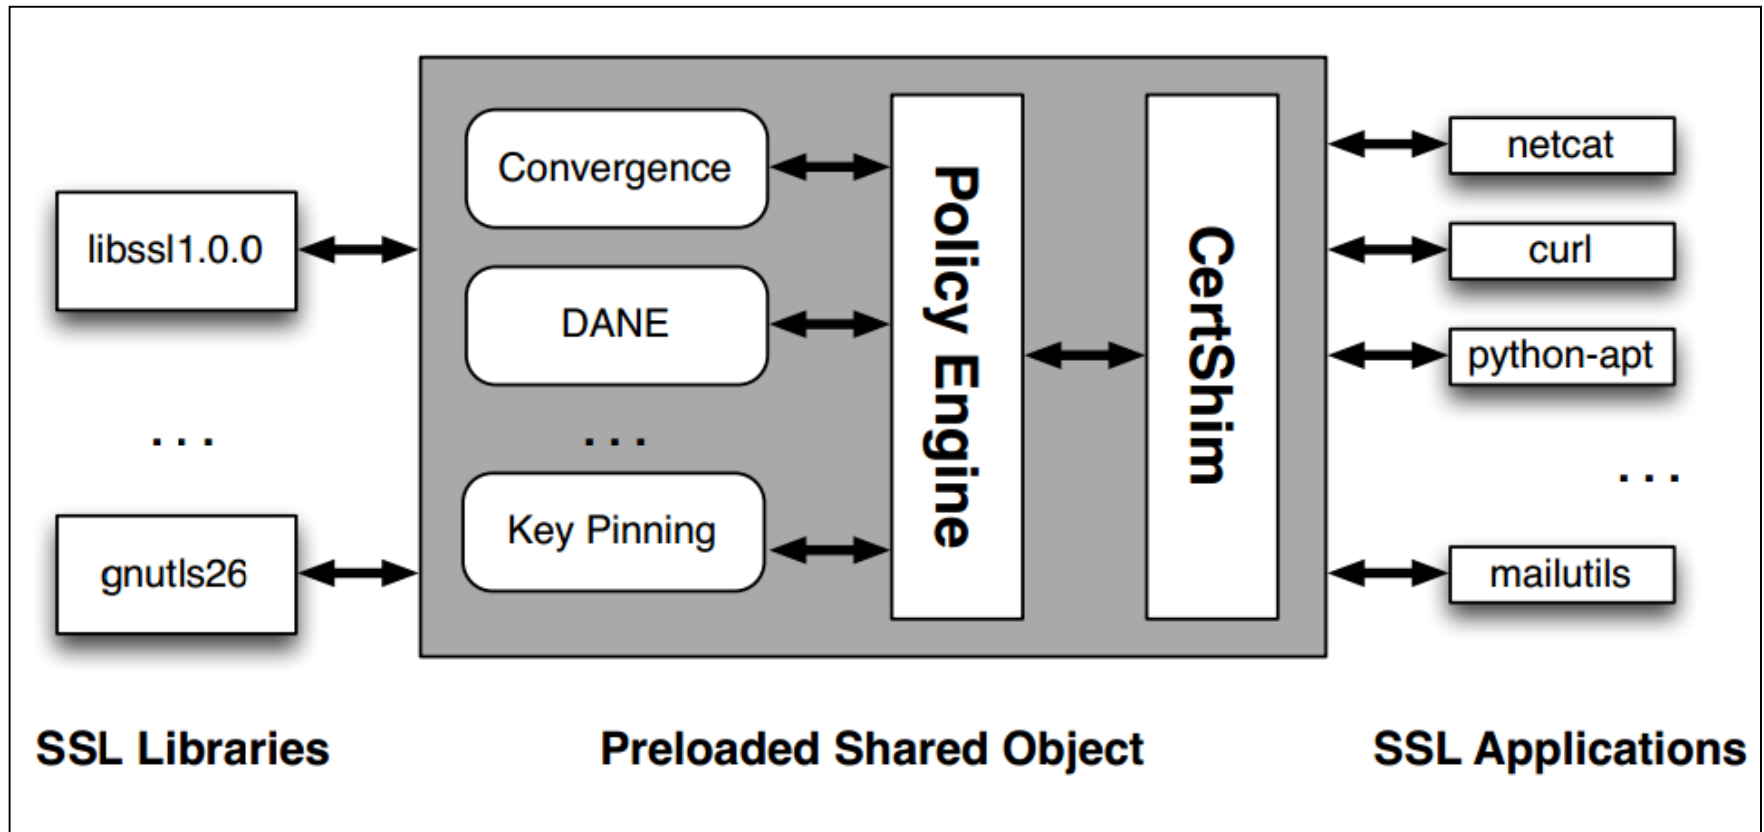 libssl1.0.0
. . .
gnutls26
SSL Libraries
Convergence
DANE
. . .
Key Pinning
Policy Engine
CertShim
Preloaded Shared Object
netcat
curl
python-apt
. . .
mailutils
SSL Applications